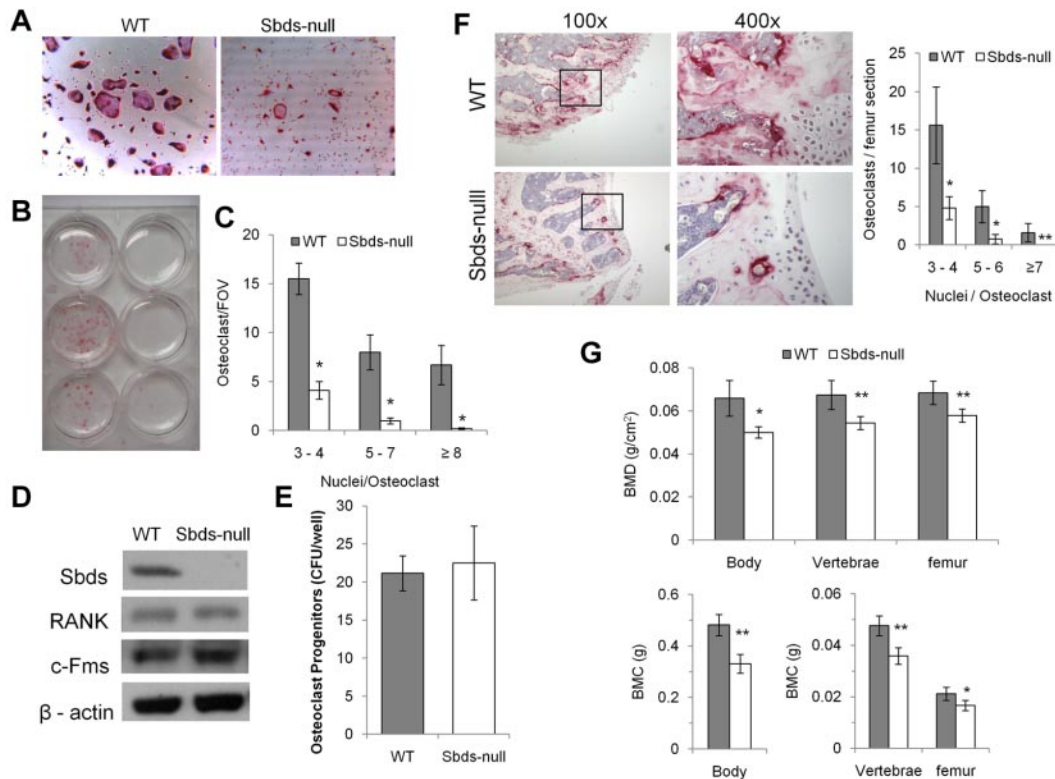 A
WT
Sbds-null
B
C
WT
Sbds-null
Osteoclast/FOV
20
15
10
5
0
*
*
*
3 - 4
5 - 7
≥ 8
Nuclei/Osteoclast
D
WT
Sbds-null
Sbds
RANK
c-Fms
β - actin
E
Osteoclast Progenitors (CFU/well)
30
25
20
15
10
5
0
WT
Sbds-null
F
100x
400x
WT
Sbds-null
WT
Sbds-null
Osteoclasts / femur section
25
20
15
10
5
0
*
*
**
3 - 4
5 - 6
≥7
Nuclei / Osteoclast
G
WT
Sbds-null
BMD (g/cm²)
0.08
0.06
0.04
0.02
0
*
**
**
Body
Vertebrae
femur
BMC (g)
0.6
0.4
0.2
0
**
Body
BMC (g)
0.06
0.04
0.02
0
**
*
Vertebrae
femur